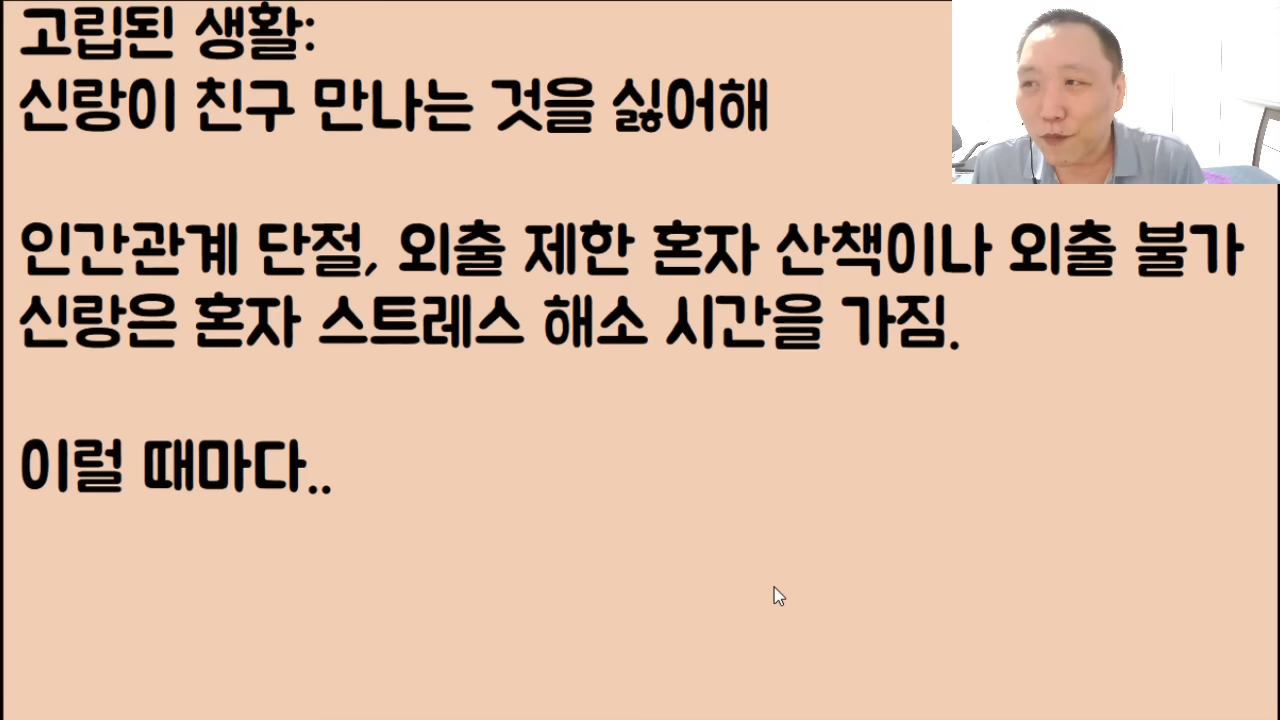 고립된 생활:
신랑이 친구 만나는 것을 싫어해
인간관계 단절, 외출 제한 혼자 산책이나 외출 불가
신랑은 혼자 스트레스 해소 시간을 가짐.
이럴 때마다..